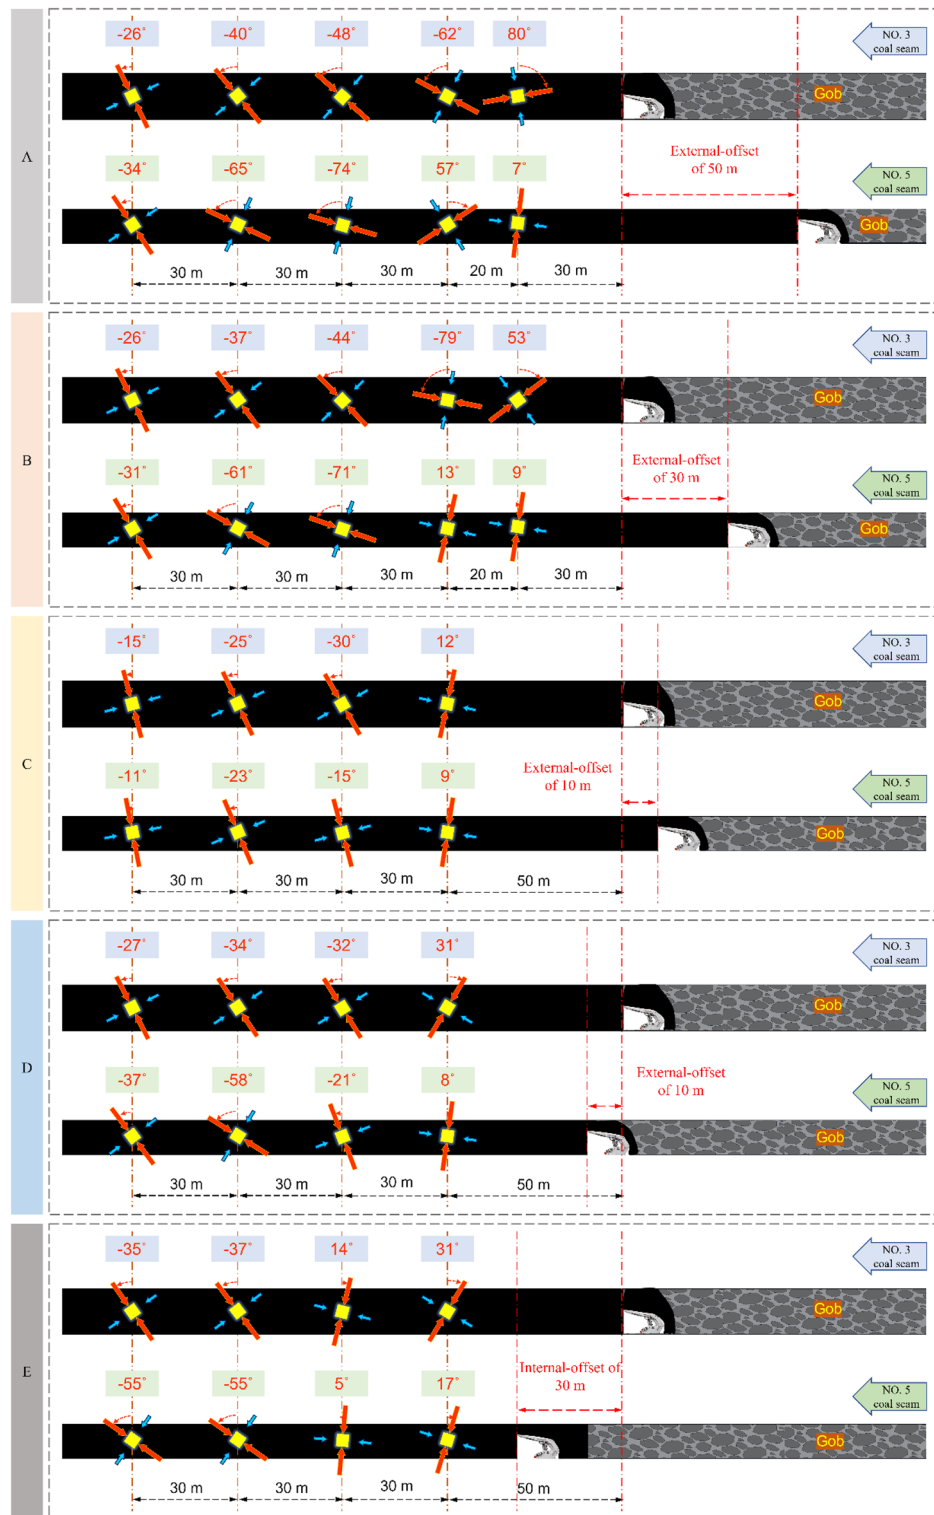 A
-26° -40° -48° -62° 80°
NO. 3
coal seam
Gob
External-offset
of 50 m
-34° -65° -74° 57° 7°
NO. 5
coal seam
Gob
30 m 30 m 30 m 20 m 30 m
B
-26° -37° -44° -79° 53°
NO. 3
coal seam
Gob
External-offset
of 30 m
-31° -61° -71° 13° 9°
NO. 5
coal seam
Gob
30 m 30 m 30 m 20 m 30 m
C
-15° -25° -30° 12°
NO. 3
coal seam
Gob
External-offset
of 10 m
-11° -23° -15° 9°
NO. 5
coal seam
Gob
30 m 30 m 30 m 50 m
D
-27° -34° -32° 31°
NO. 3
coal seam
Gob
External-offset
of 10 m
-37° -58° -21° 8°
NO. 5
coal seam
Gob
30 m 30 m 30 m 50 m
E
-35° -37° 14° 31°
NO. 3
coal seam
Gob
Internal-offset of
30 m
-55° -55° 5° 17°
NO. 5
coal seam
Gob
30 m 30 m 30 m 50 m